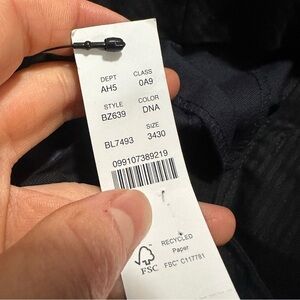 DEPT CLASS
AH5 0A9
STYLE COLOR
BZ639 DNA
SIZE
BL7493 3430
099107389219
RECYCLED
Paper
FSC
FSC® C117781